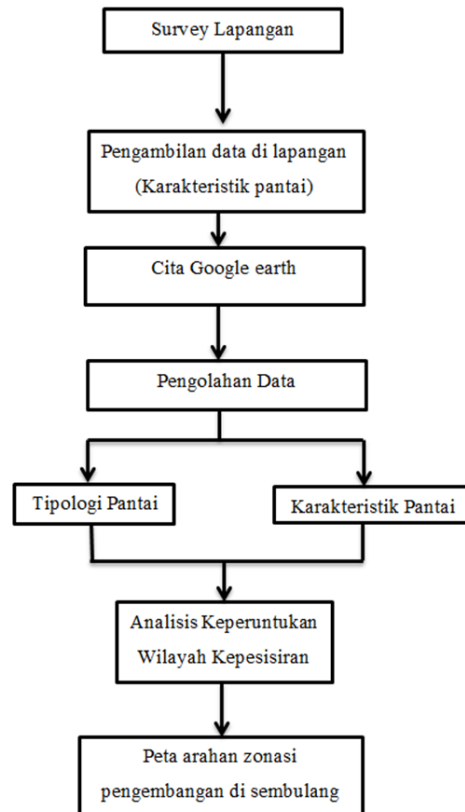 Survey Lapangan
Pengambilan data di lapangan
(Karakteristik pantai)
Cita Google earth
Pengolahan Data
Tipologi Pantai
Karakteristik Pantai
Analisis Keperuntukan
Wilayah Kepesisiran
Peta arahan zonasi
pengembangan di sembulang